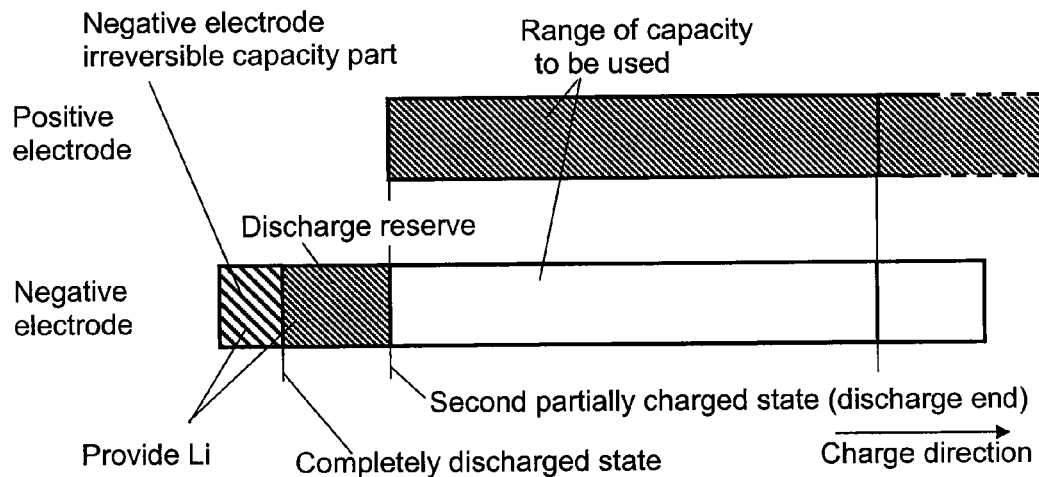 Negative electrode
irreversible capacity part
Range of capacity
to be used
Positive
electrode
Discharge reserve
Negative
electrode
Second partially charged state (discharge end)
Provide Li
Completely discharged state
Charge direction